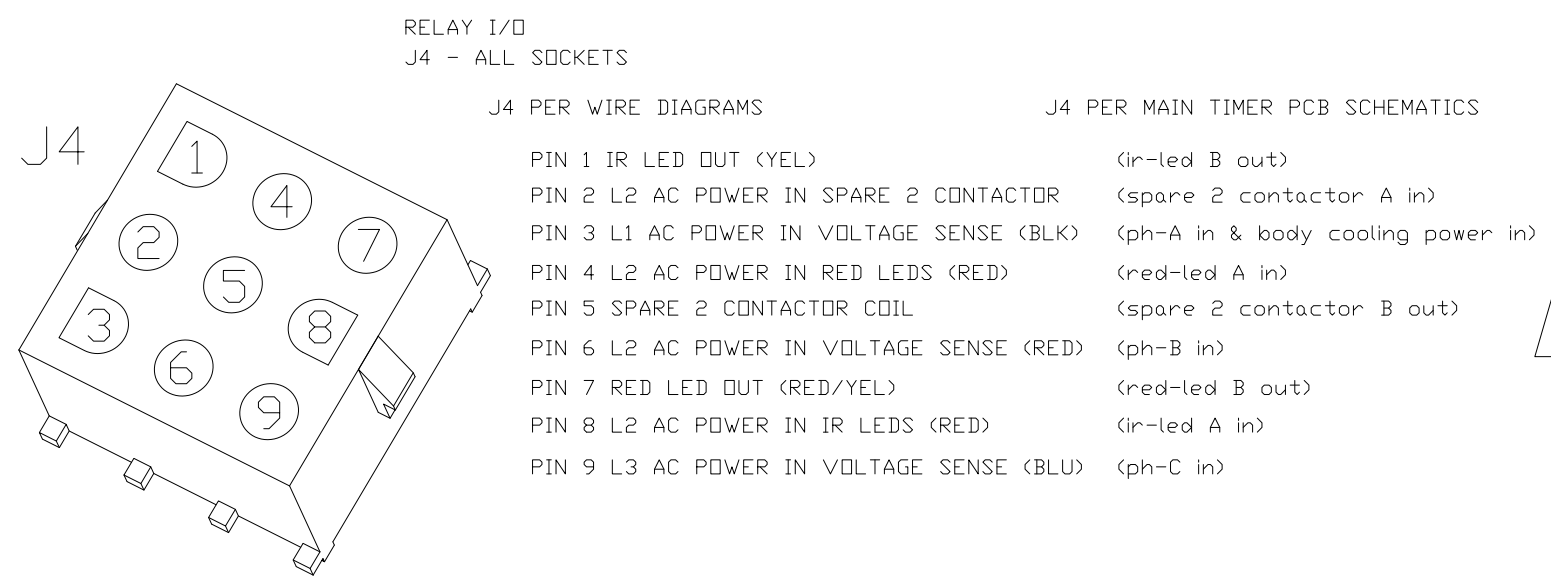 RELAY I/O
J4 - ALL SOCKETS
J4 PER WIRE DIAGRAMS
J4 PER MAIN TIMER PCB SCHEMATICS
J4
1
4
7
2
5
8
3
6
9
PIN 1 IR LED OUT (YEL) (ir-led B out)
PIN 2 L2 AC POWER IN SPARE 2 CONTACTOR (spare 2 contactor A in)
PIN 3 L1 AC POWER IN VOLTAGE SENSE (BLK) (ph-A in & body cooling power in)
PIN 4 L2 AC POWER IN RED LEDS (RED) (red-led A in)
PIN 5 SPARE 2 CONTACTOR COIL (spare 2 contactor B out)
PIN 6 L2 AC POWER IN VOLTAGE SENSE (RED) (ph-B in)
PIN 7 RED LED OUT (RED/YEL) (red-led B out)
PIN 8 L2 AC POWER IN IR LEDS (RED) (ir-led A in)
PIN 9 L3 AC POWER IN VOLTAGE SENSE (BLU) (ph-C in)